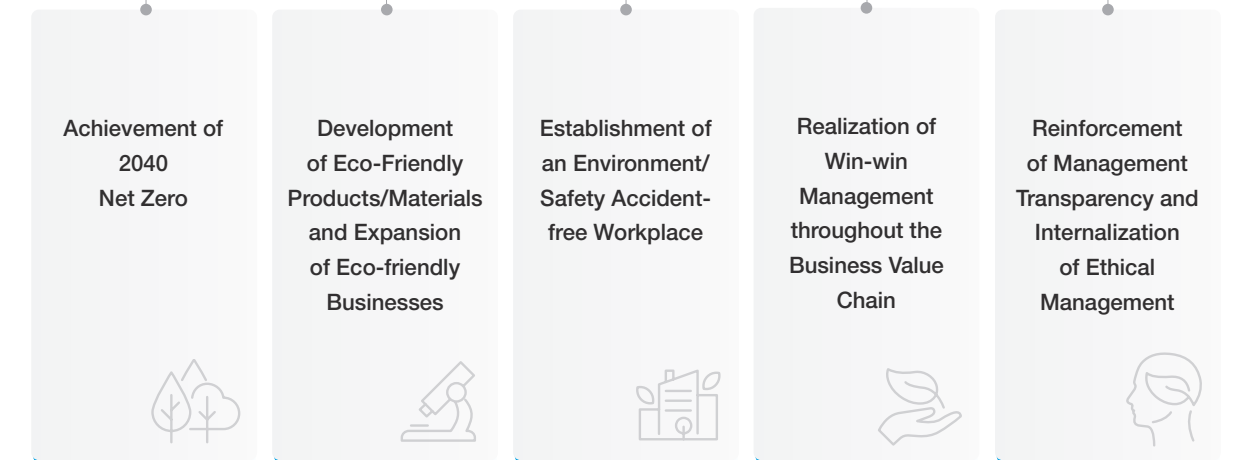 Achievement of
2040
Net Zero
Development
of Eco-Friendly
Products/Materials
and Expansion
of Eco-friendly
Businesses
Establishment of
an Environment/
Safety Accident-
free Workplace
Realization of
Win-win
Management
throughout the
Business Value
Chain
Reinforcement
of Management
Transparency and
Internalization
of Ethical
Management